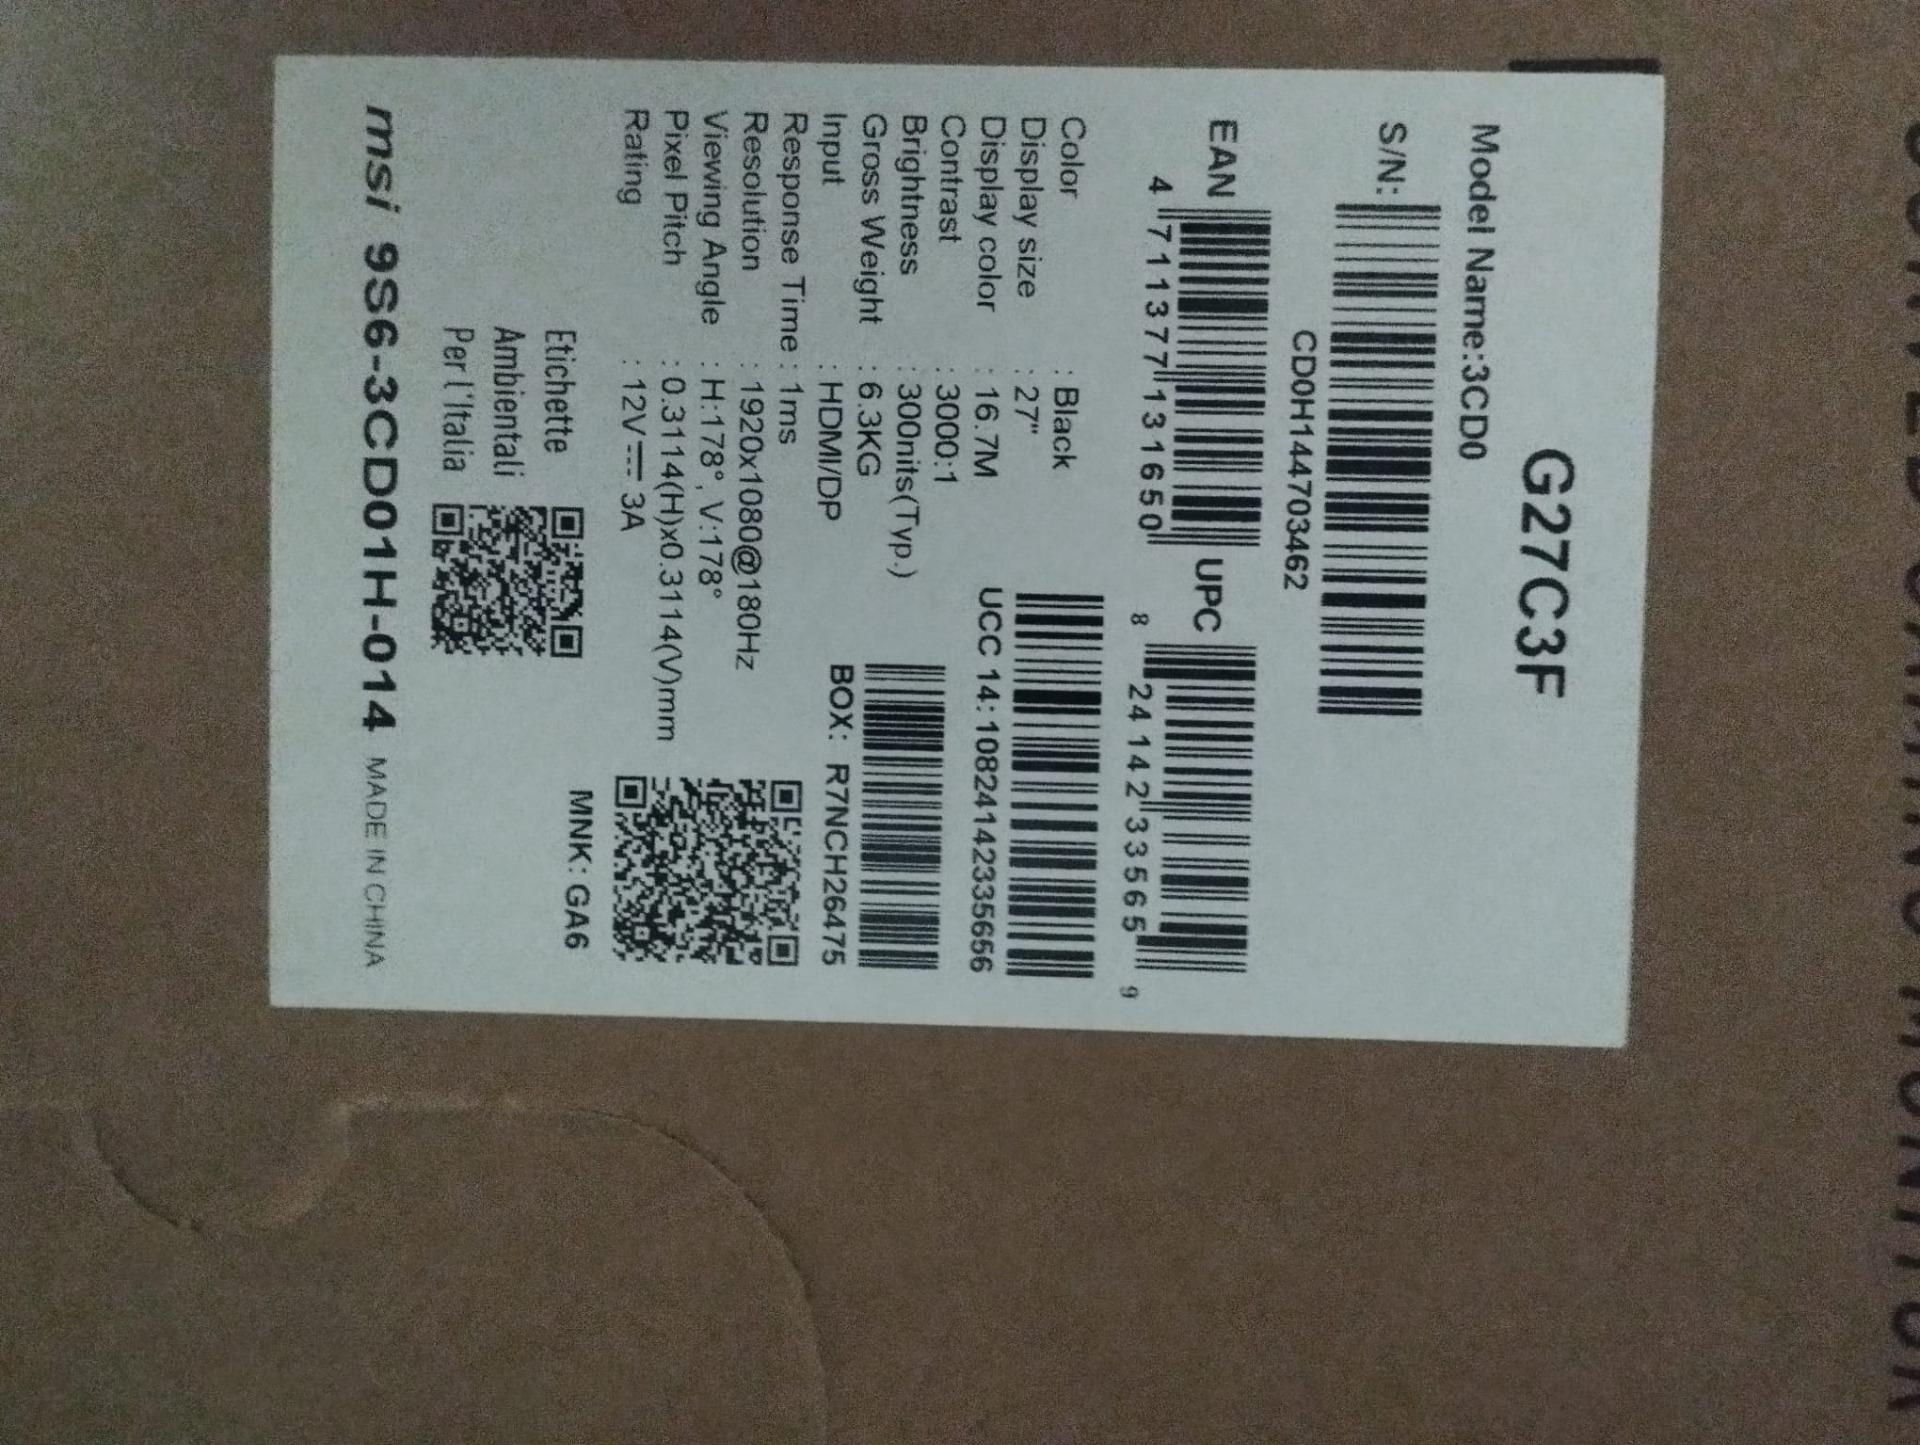 G27C3F
Model Name:3CD0
S/N:
CD0H144703462
EAN
4 711377 131650
UPC
8 24142 33565 9
UCC 14: 10824142335656
BOX: R7NCH26475
Color : Black
Display size : 27"
Display color : 16.7M
Contrast : 3000:1
Brightness : 300nits(Typ.)
Gross Weight : 6.3KG
Input : HDMI/DP
Response Time : 1ms
Resolution : 1920x1080@180Hz
Viewing Angle : H:178°, V:178°
Pixel Pitch : 0.3114(H)x0.3114(V)mm
Rating : 12V⎓3A
MNK: GA6
Etichette
Ambientali
Per l'Italia
msi 9S6-3CD01H-014 MADE IN CHINA